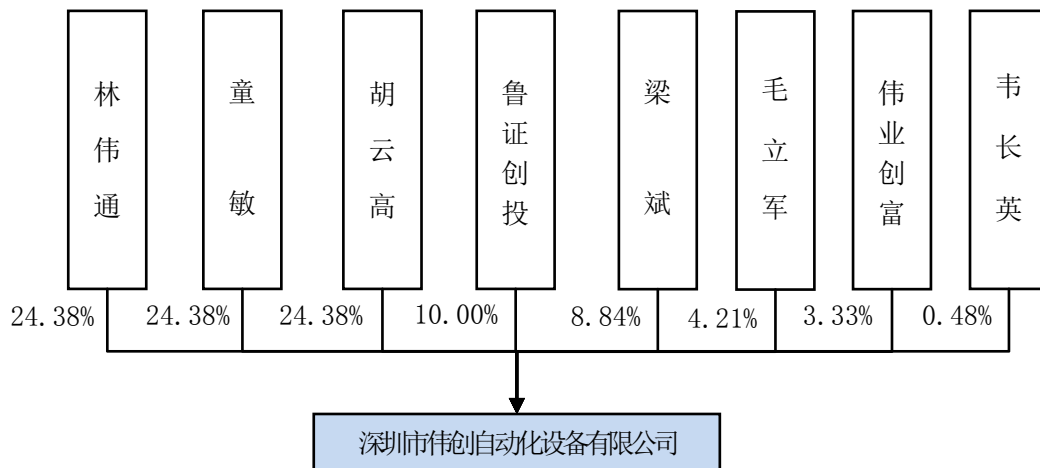 林伟通
童敏
胡云高
鲁证创投
梁斌
毛立军
伟业创富
韦长英
24.38%
24.38%
24.38%
10.00%
8.84%
4.21%
3.33%
0.48%
深圳市伟创自动化设备有限公司